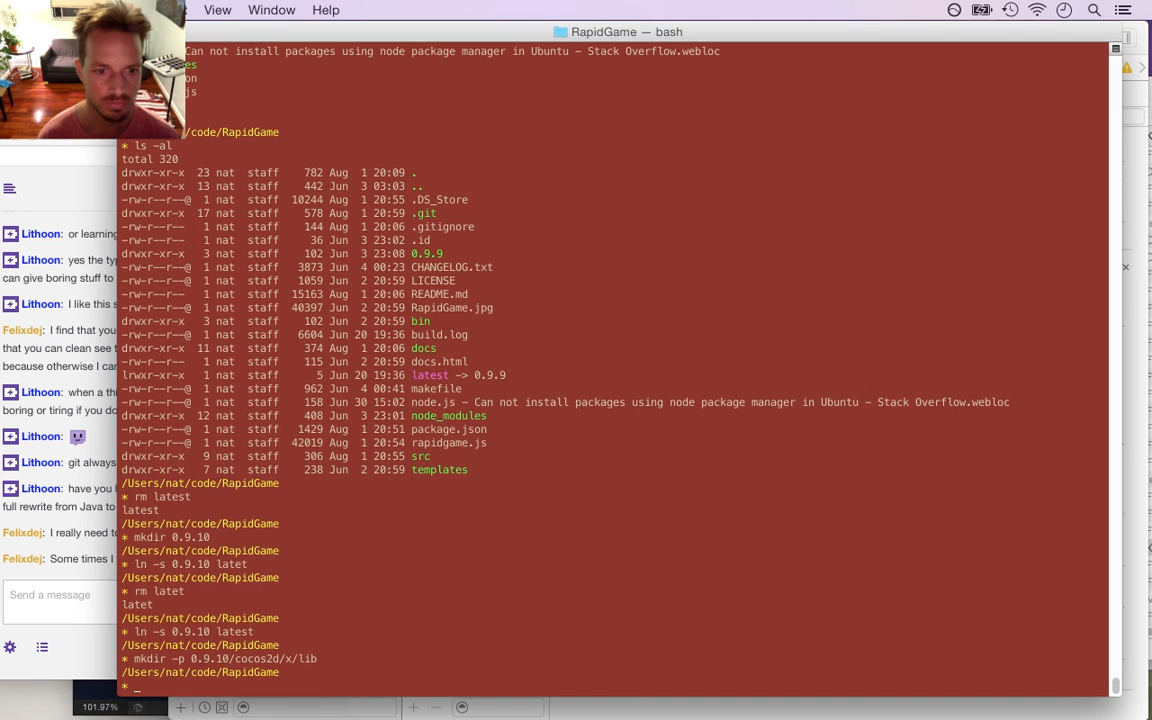 View Window Help
RapidGame — bash
Can not install packages using node package manager in Ubuntu - Stack Overflow.webloc
es
on
js
/code/RapidGame
* ls -al
total 320
drwxr-xr-x 23 nat staff 782 Aug 1 20:09 .
drwxr-xr-x 13 nat staff 442 Jun 3 03:03 ..
-rw-r--r--@ 1 nat staff 10244 Aug 1 20:55 .DS_Store
drwxr-xr-x 17 nat staff 578 Aug 1 20:59 .git
-rw-r--r-- 1 nat staff 144 Aug 1 20:06 .gitignore
-rw-r--r-- 1 nat staff 36 Jun 3 23:02 .id
drwxr-xr-x 3 nat staff 102 Jun 3 23:08 0.9.9
-rw-r--r--@ 1 nat staff 3873 Jun 4 00:23 CHANGELOG.txt
-rw-r--r--@ 1 nat staff 1059 Jun 2 20:59 LICENSE
-rw-r--r-- 1 nat staff 15163 Aug 1 20:06 README.md
-rw-r--r--@ 1 nat staff 40397 Jun 2 20:59 RapidGame.jpg
drwxr-xr-x 3 nat staff 102 Jun 2 20:59 bin
-rw-r--r--@ 1 nat staff 6604 Jun 20 19:36 build.log
drwxr-xr-x 11 nat staff 374 Aug 1 20:06 docs
-rw-r--r-- 1 nat staff 115 Jun 2 20:59 docs.html
lrwxr-xr-x 1 nat staff 5 Jun 20 19:36 latest -> 0.9.9
-rw-r--r--@ 1 nat staff 962 Jun 4 00:41 makefile
-rw-r--r--@ 1 nat staff 158 Jun 30 15:02 node.js - Can not install packages using node package manager in Ubuntu - Stack Overflow.webloc
drwxr-xr-x 12 nat staff 408 Jun 3 23:01 node_modules
-rw-r--r--@ 1 nat staff 1429 Aug 1 20:51 package.json
-rw-r--r--@ 1 nat staff 42019 Aug 1 20:54 rapidgame.js
drwxr-xr-x 9 nat staff 306 Aug 1 20:55 src
drwxr-xr-x 7 nat staff 238 Jun 2 20:59 templates
/Users/nat/code/RapidGame
* rm latest
latest
/Users/nat/code/RapidGame
* mkdir 0.9.10
/Users/nat/code/RapidGame
* ln -s 0.9.10 latet
/Users/nat/code/RapidGame
* rm latet
latet
/Users/nat/code/RapidGame
* ln -s 0.9.10 latest
/Users/nat/code/RapidGame
* mkdir -p 0.9.10/cocos2d/x/lib
/Users/nat/code/RapidGame
* _
Lithoon: or learning
Lithoon: yes the ty
can give boring stuff to
Lithoon: I like this s
Felixdej: I find that you
that you can clean see t
because otherwise I ca
Lithoon: when a thi
boring or tiring if you do
Lithoon:
Lithoon: git always
Lithoon: have you
full rewrite from Java to
Felixdej: I really need to
Felixdej: Some times I
Send a message
101.97%